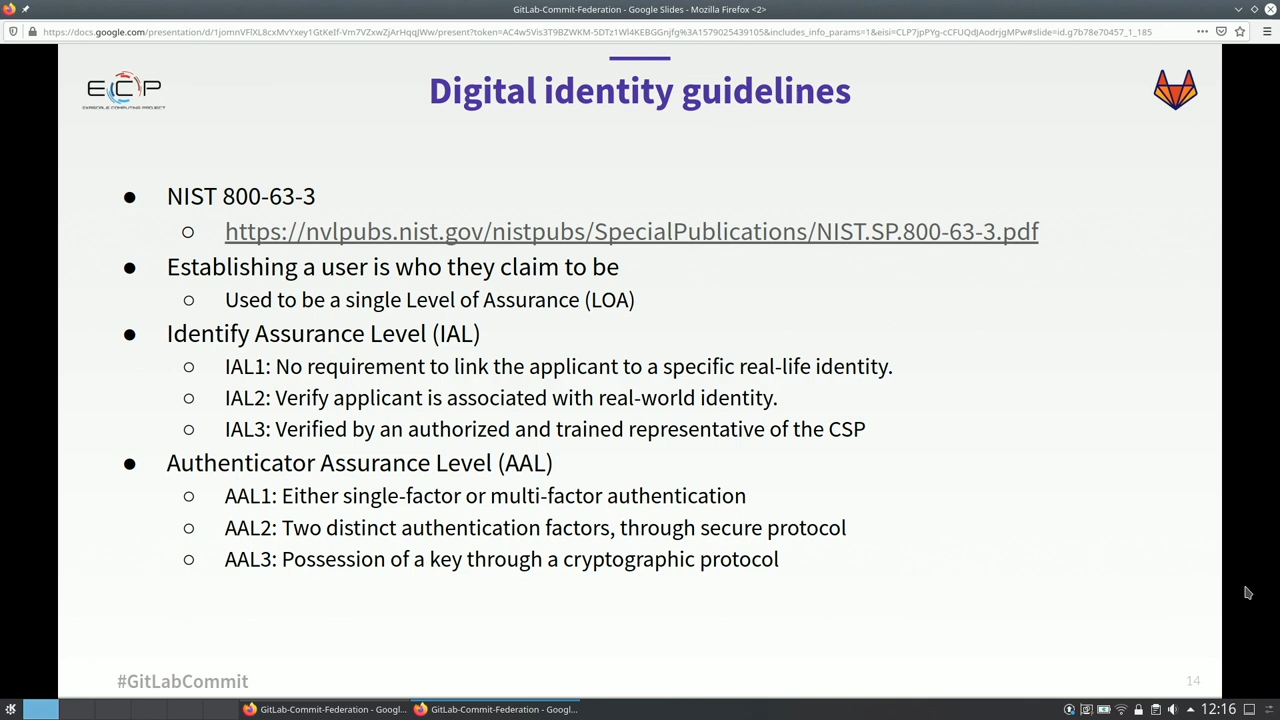 GitLab-Commit-Federation - Google Slides - Mozilla Firefox <2>
ECP
EXASCALE COMPUTING PROJECT
Digital identity guidelines
● NIST 800-63-3
○ https://nvlpubs.nist.gov/nistpubs/SpecialPublications/NIST.SP.800-63-3.pdf
● Establishing a user is who they claim to be
○ Used to be a single Level of Assurance (LOA)
● Identify Assurance Level (IAL)
○ IAL1: No requirement to link the applicant to a specific real-life identity.
○ IAL2: Verify applicant is associated with real-world identity.
○ IAL3: Verified by an authorized and trained representative of the CSP
● Authenticator Assurance Level (AAL)
○ AAL1: Either single-factor or multi-factor authentication
○ AAL2: Two distinct authentication factors, through secure protocol
○ AAL3: Possession of a key through a cryptographic protocol
#GitLabCommit
14
GitLab-Commit-Federation - Googl...
GitLab-Commit-Federation - Googl...
12:16